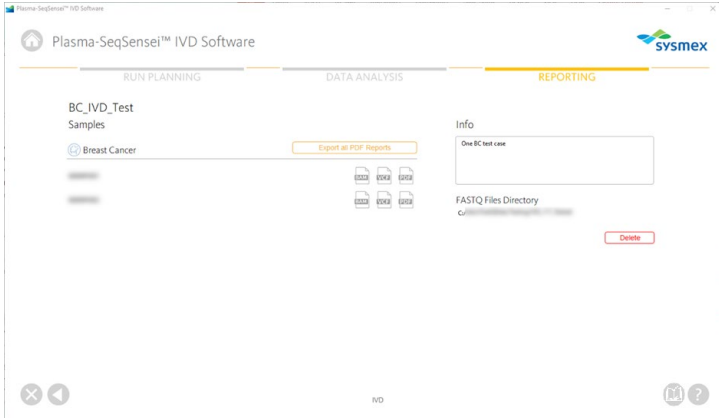 Plasma-SeqSensei™ IVD Software
Plasma-SeqSensei™ IVD Software
sysmex
RUN PLANNING
DATA ANALYSIS
REPORTING
BC_IVD_Test
Samples
Info
Breast Cancer
Export all PDF Reports
One BC test case
BAM VCF PDF
BAM VCF PDF
FASTQ Files Directory
Delete
IVD
?